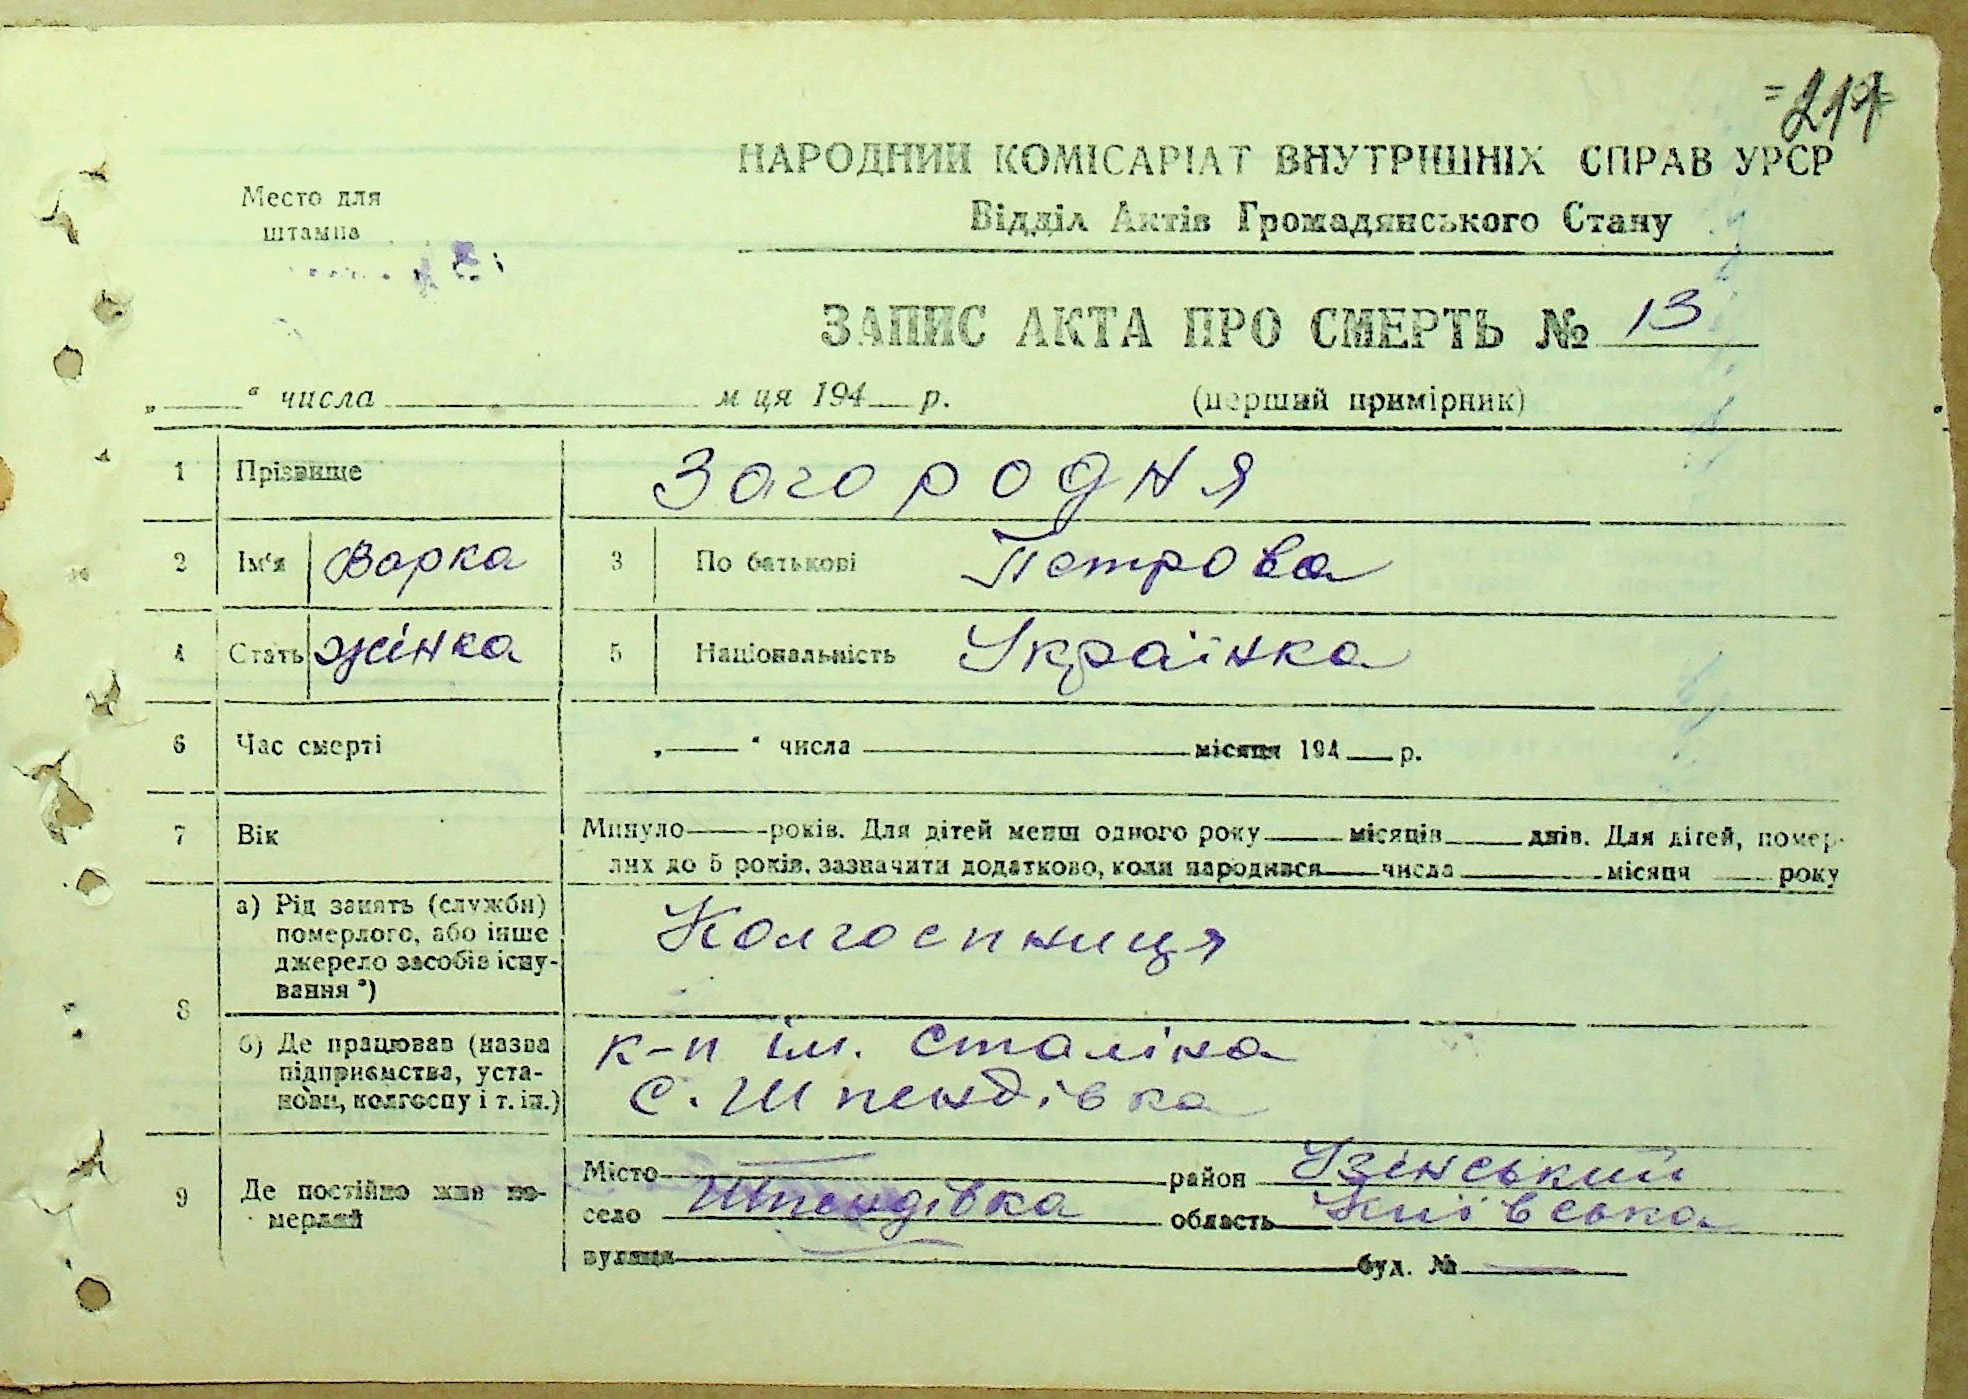 =219=
НАРОДНИЙ КОМІСАРІАТ ВНУТРІШНІХ СПРАВ УРСР
Место для
штампа
Відділ Актів Громадянського Стану
ЗАПИС АКТА ПРО СМЕРТЬ № 13
„ “ числа м-ця 194 р. (перший примірник)
1 Прізвище Загородня
2 Ім‘я Варка 3 По батькові Петрова
4 Стать жінка 5 Національність Українка
6 Час смерті „ “ числа місяця 194 р.
7 Вік Минуло років. Для дітей менш одного року місяців днів. Для дітей, помер-
лих до 5 років, зазначити додатково, коли народився числа місяця року
8 а) Рід занять (служби) померлого, або інше джерело засобів існу-вання *) Колгоспниця
б) Де працював (назва підприємства, уста-нови, колгоспу і т. ін.) к-п ім. Сталіна
с. Шпендівка
9 Де постійно жив по-мерлий Місто район Узінський
село Шпендівка область Київська
вулиця буд. №